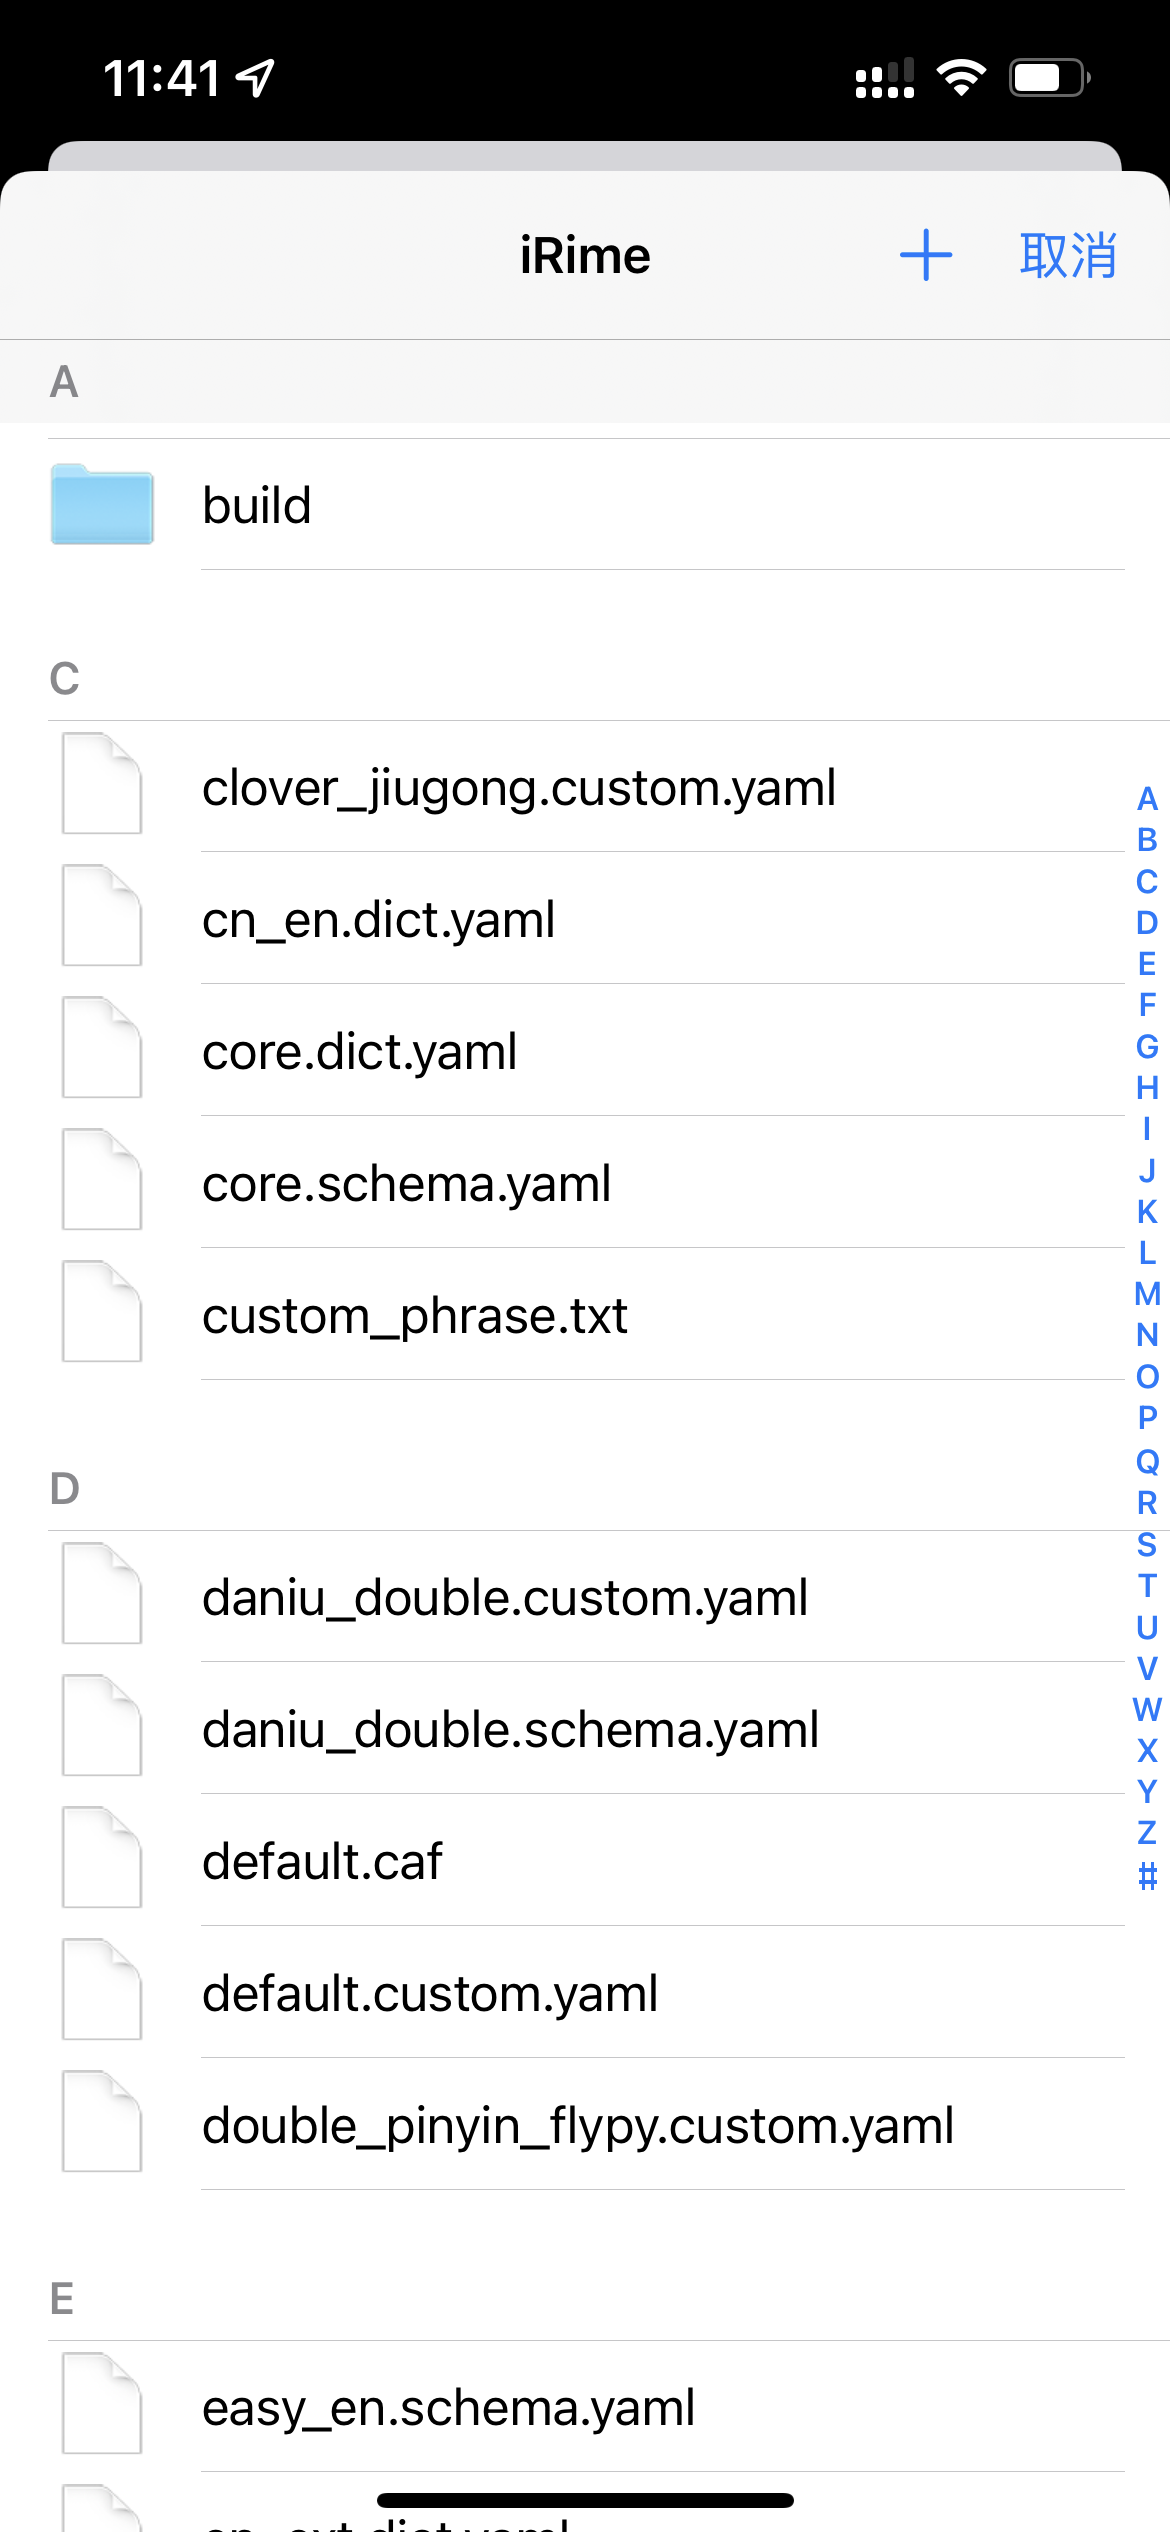 11:41
iRime
取消
A
build
C
clover_jiugong.custom.yaml
cn_en.dict.yaml
core.dict.yaml
core.schema.yaml
custom_phrase.txt
D
daniu_double.custom.yaml
daniu_double.schema.yaml
default.caf
default.custom.yaml
double_pinyin_flypy.custom.yaml
E
easy_en.schema.yaml
A
B
C
D
E
F
G
H
I
J
K
L
M
N
O
P
Q
R
S
T
U
V
W
X
Y
Z
#